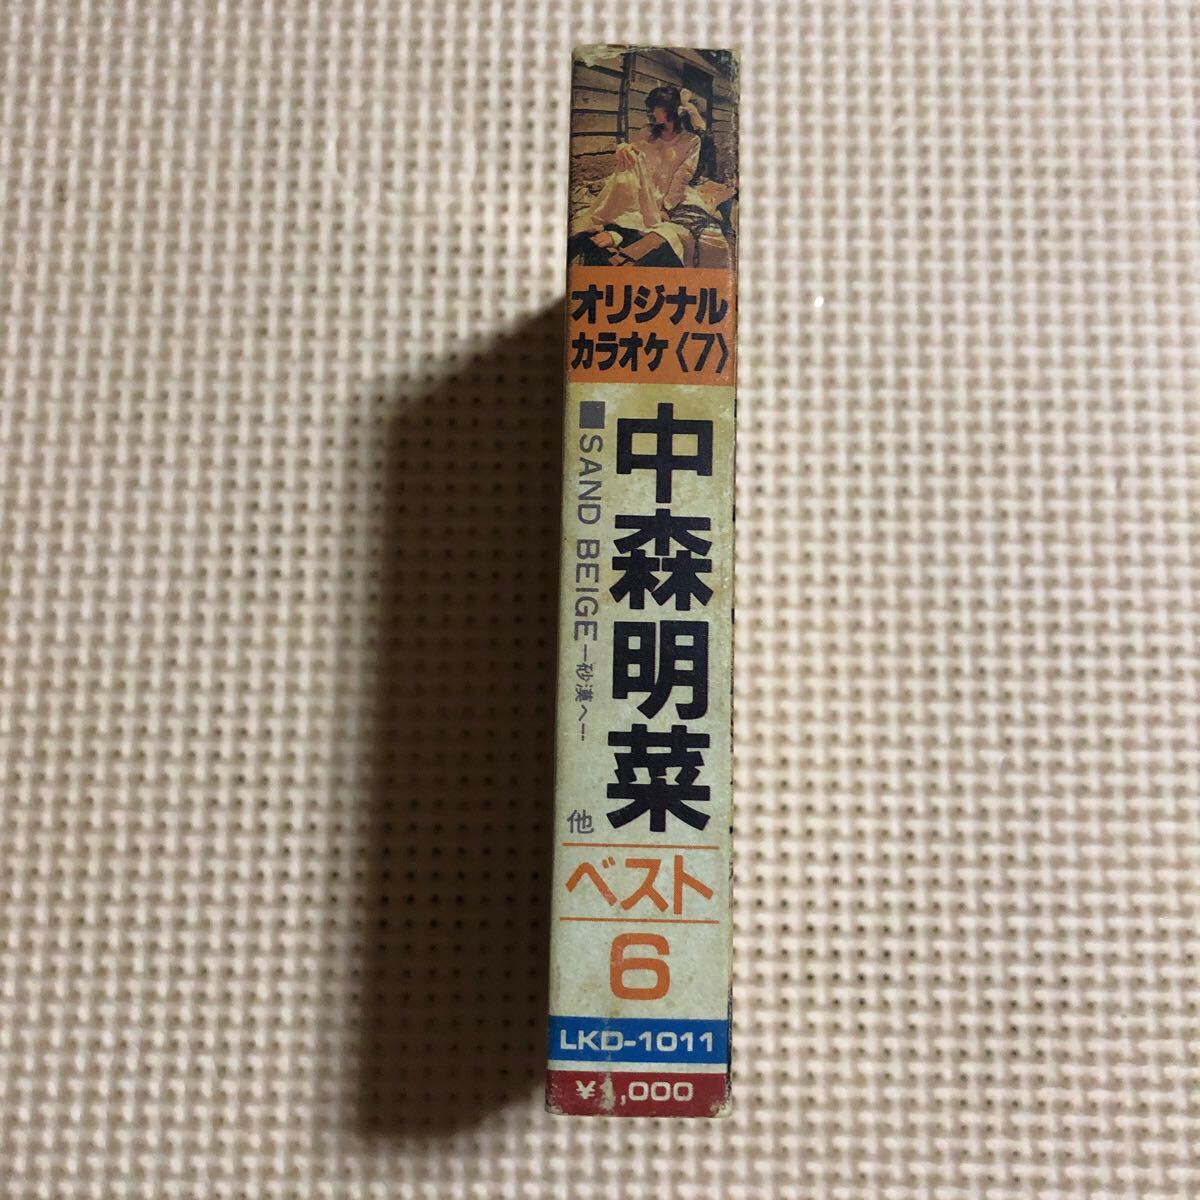 オリジナル
カラオケ〈7〉
中森明菜
■SAND BEIGE―砂漠へ―
他
ベスト
6
LKD-1011
¥1,000